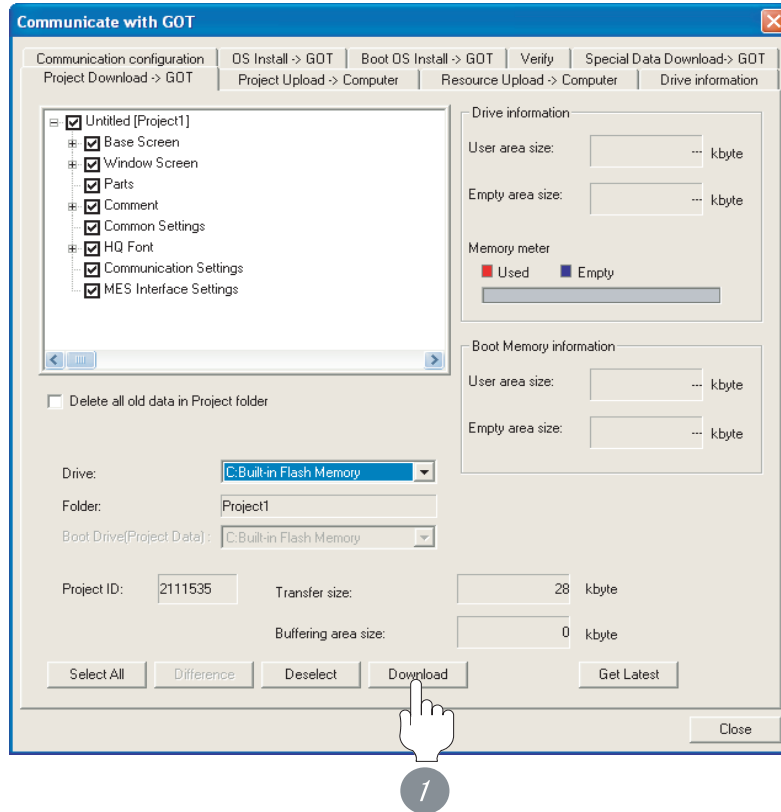 Communicate with GOT
Communication configuration OS Install -> GOT Boot OS Install -> GOT Verify Special Data Download-> GOT
Project Download -> GOT Project Upload -> Computer Resource Upload -> Computer Drive information
Untitled [Project1]
Base Screen
Window Screen
Parts
Comment
Common Settings
HQ Font
Communication Settings
MES Interface Settings
Delete all old data in Project folder
Drive information
User area size: --- kbyte
Empty area size: --- kbyte
Memory meter
Used Empty
Boot Memory information
User area size: --- kbyte
Empty area size: --- kbyte
Drive: C:Built-in Flash Memory
Folder: Project1
Boot Drive(Project Data) : C:Built-in Flash Memory
Project ID: 2111535 Transfer size: 28 kbyte
Buffering area size: 0 kbyte
Select All Difference Deselect Download Get Latest
Close
1